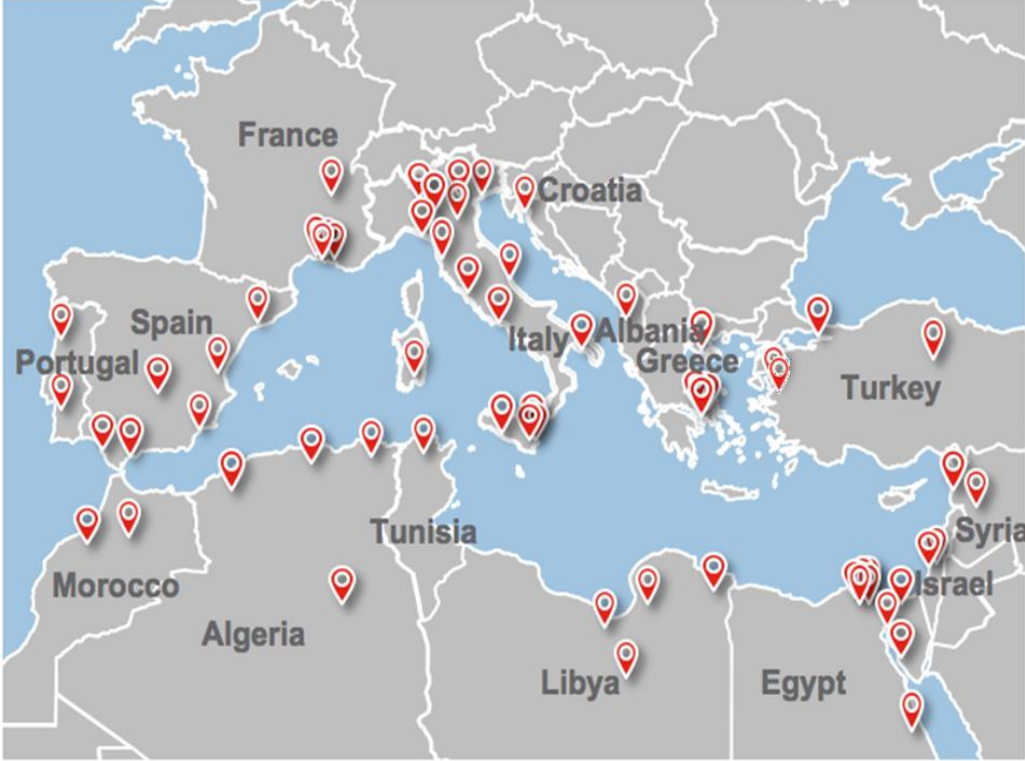 France
Croatia
Spain
Italy
Albania
Portugal
Greece
Turkey
Tunisia
Syria
Morocco
Israel
Algeria
Libya
Egypt